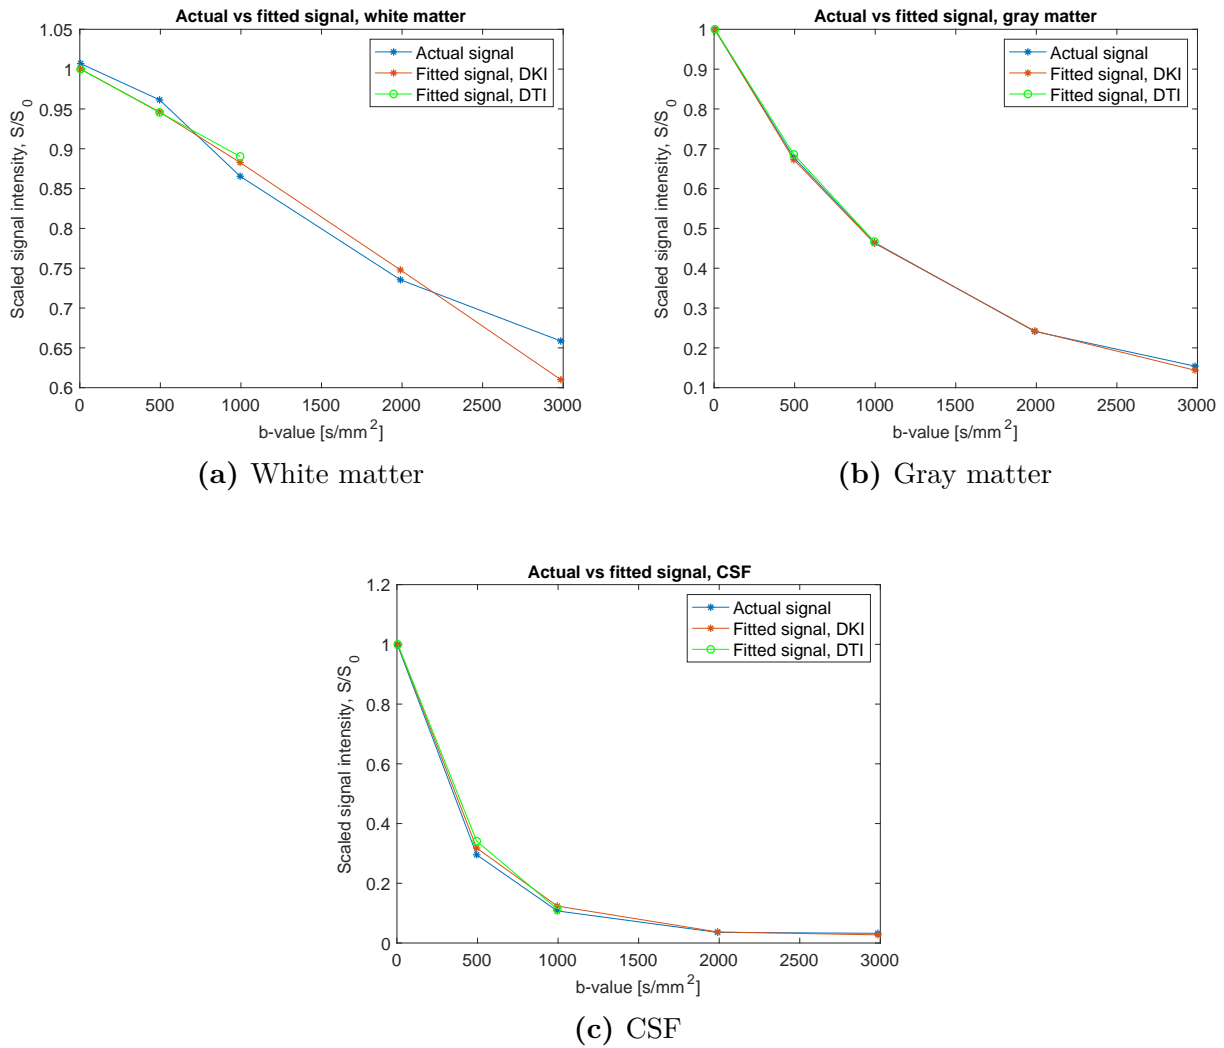 Actual vs fitted signal, white matter
1.05
1
0.95
0.9
0.85
0.8
0.75
0.7
0.65
0.6
Scaled signal intensity, S/S0
Actual signal
Fitted signal, DKI
Fitted signal, DTI
0 500 1000 1500 2000 2500 3000
b-value [s/mm2]
(a) White matter
Actual vs fitted signal, gray matter
1
0.9
0.8
0.7
0.6
0.5
0.4
0.3
0.2
0.1
Scaled signal intensity, S/S0
Actual signal
Fitted signal, DKI
Fitted signal, DTI
0 500 1000 1500 2000 2500 3000
b-value [s/mm2]
(b) Gray matter
Actual vs fitted signal, CSF
1.2
1
0.8
0.6
0.4
0.2
0
Scaled signal intensity, S/S0
Actual signal
Fitted signal, DKI
Fitted signal, DTI
0 500 1000 1500 2000 2500 3000
b-value [s/mm2]
(c) CSF